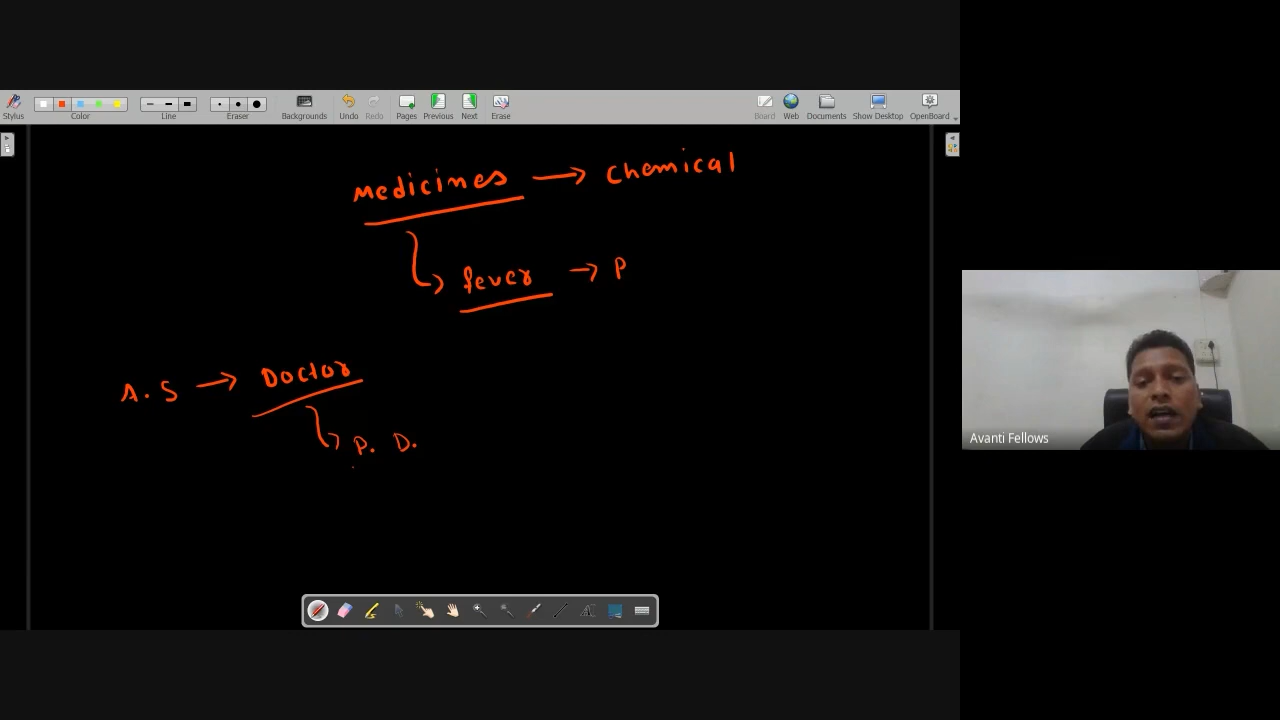 Stylus Color Line Eraser Backgrounds Undo Redo Pages Previous Next Erase Board Web Documents Show Desktop OpenBoard
Medicines → chemical
fever → P
A.S → Doctor
P. D.
Avanti Fellows